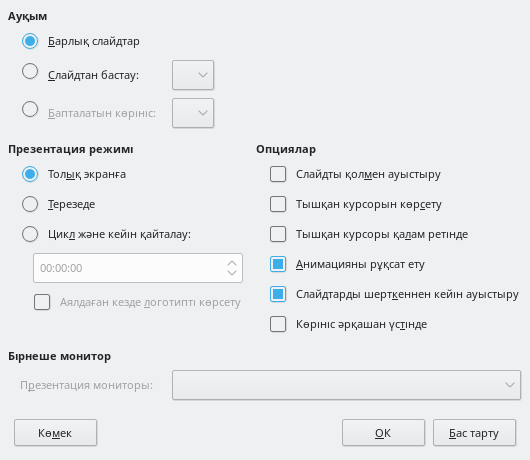 Ауқым
Барлық слайдтар
Слайдтан бастау:
Бапталатын көрініс:
Презентация режимі
Толық экранға
Терезеде
Цикл және кейін қайталау:
00:00:00
Аялдаған кезде логотипті көрсету
Опциялар
Слайдты қолмен ауыстыру
Тышқан курсорын көрсету
Тышқан курсоры қалам ретінде
Анимацияны рұқсат ету
Слайдтарды шерткеннен кейін ауыстыру
Көрініс әрқашан үстінде
Бірнеше монитор
Презентация мониторы:
Көмек
ОК
Бас тарту